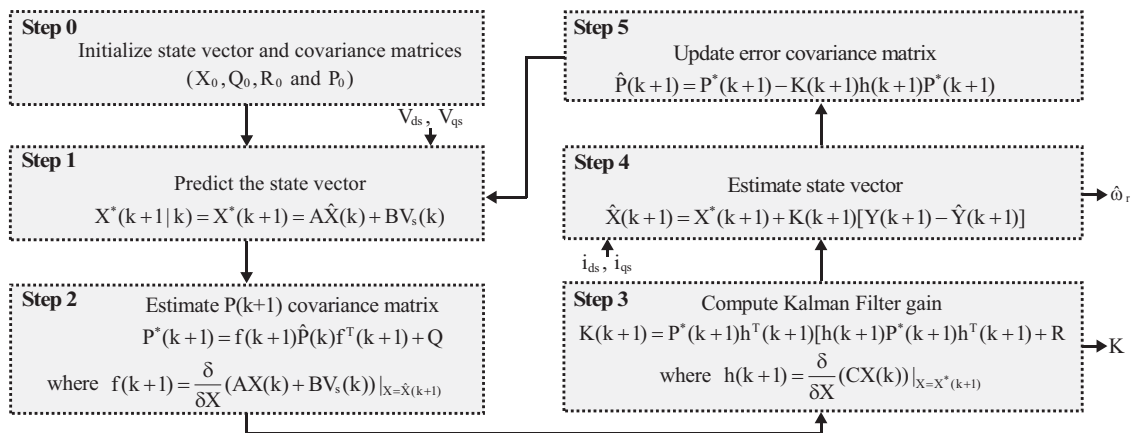 Step 0
Initialize state vector and covariance matrices
(X₀, Q₀, R₀ and P₀)
V_ds, V_qs
Step 1
Predict the state vector
X*(k+1|k) = X*(k+1) = AX̂(k) + BV_s(k)
Step 2
Estimate P(k+1) covariance matrix
P*(k+1) = f(k+1)P̂(k)f^T(k+1) + Q
where f(k+1) = δ/δX (AX(k) + BV_s(k))|_X=X̂(k+1)
Step 5
Update error covariance matrix
P̂(k+1) = P*(k+1) − K(k+1)h(k+1)P*(k+1)
Step 4
Estimate state vector
X̂(k+1) = X*(k+1) + K(k+1)[Y(k+1) − Ŷ(k+1)]
ω̂_r
i_ds, i_qs
Step 3
Compute Kalman Filter gain
K(k+1) = P*(k+1)h^T(k+1)[h(k+1)P*(k+1)h^T(k+1) + R
K
where h(k+1) = δ/δX (CX(k))|_X=X*(k+1)